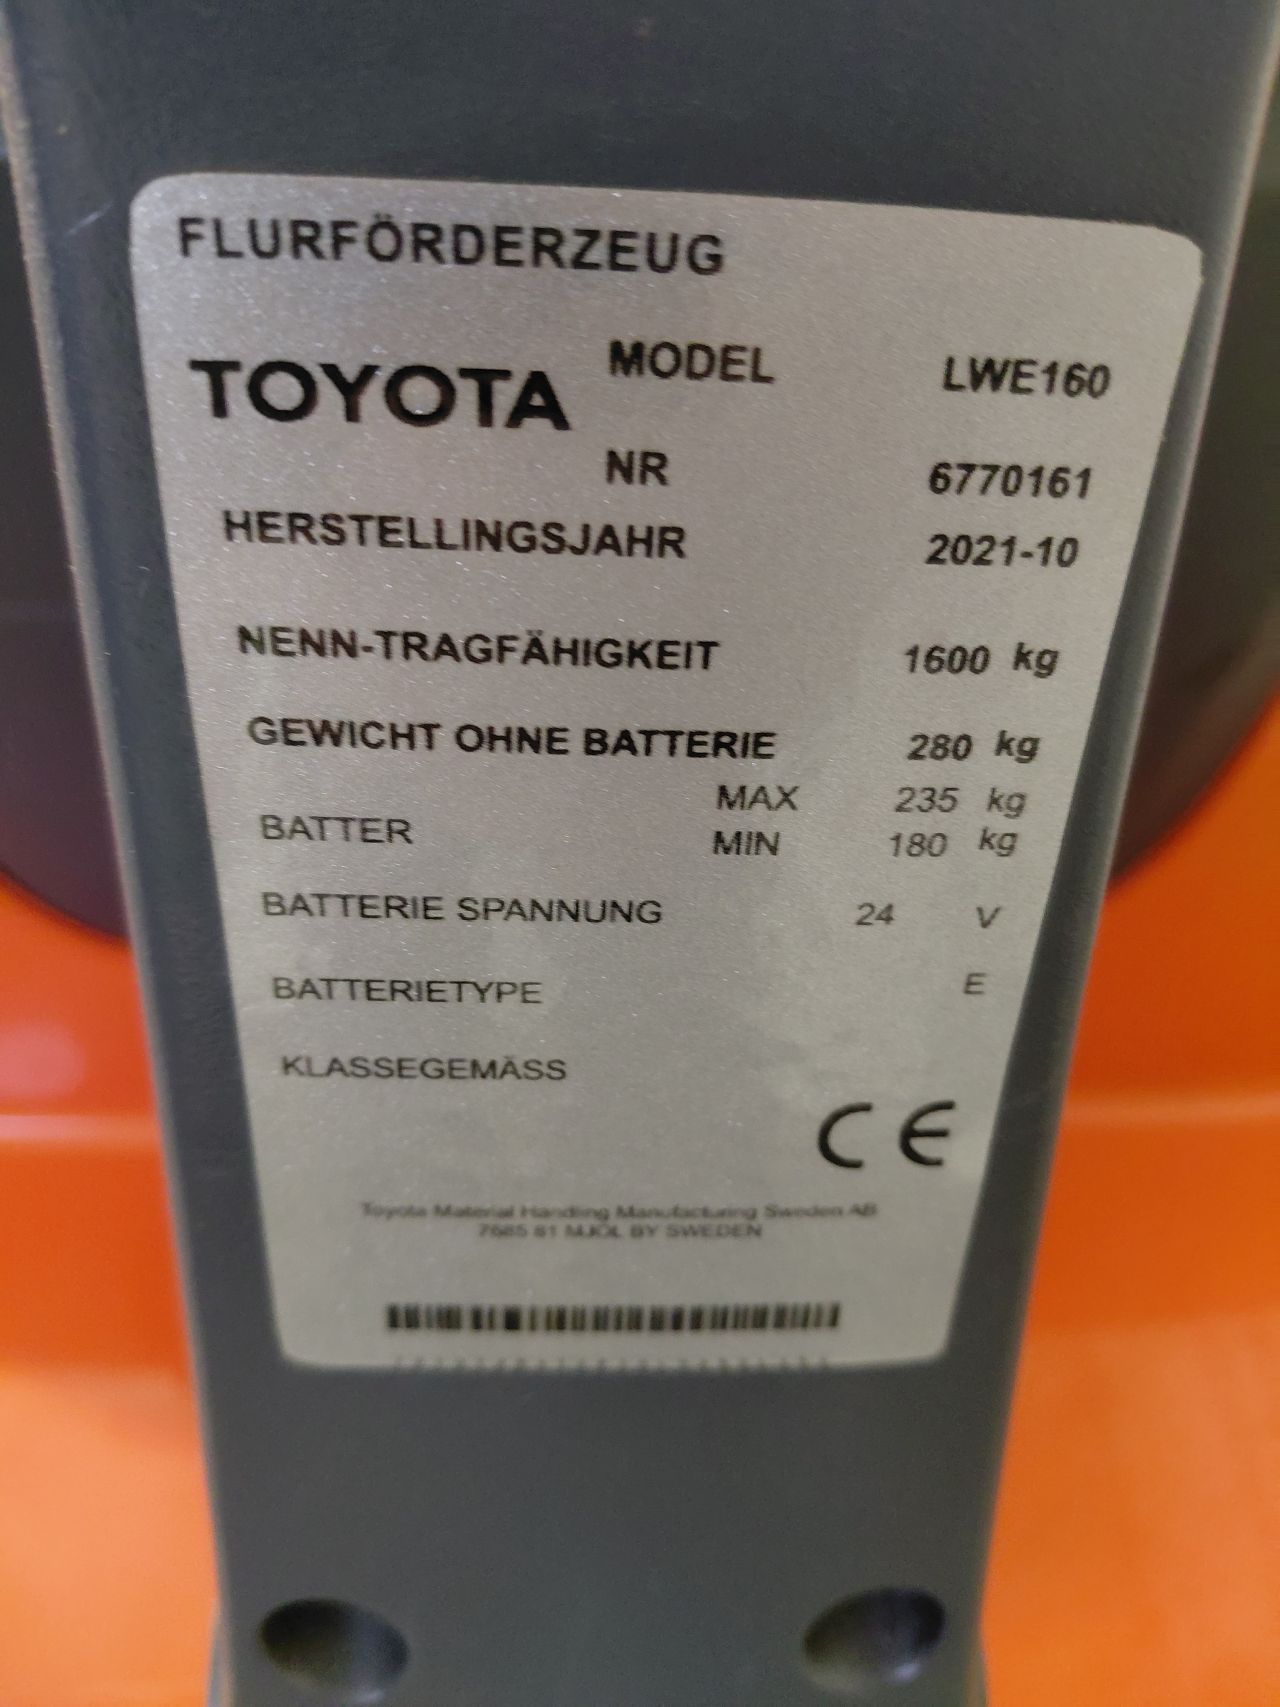 FLURFÖRDERZEUG
TOYOTA MODEL LWE160
NR 6770161
HERSTELLINGSJAHR 2021-10
NENN-TRAGFÄHIGKEIT 1600 kg
GEWICHT OHNE BATTERIE 280 kg
MAX 235 kg
BATTER MIN 180 kg
BATTERIE SPANNUNG 24 V
BATTERIETYPE E
KLASSEGEMÄSS
CE
Toyota Material Handling Manufacturing Sweden AB
MJÖLBY SWEDEN